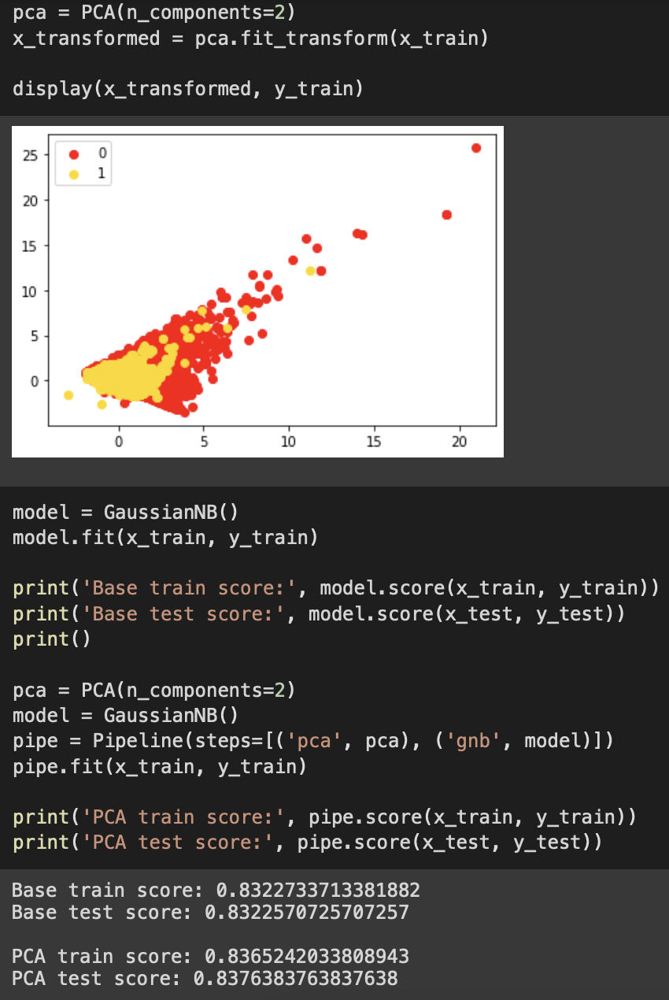 pca = PCA(n_components=2)
x_transformed = pca.fit_transform(x_train)
display(x_transformed, y_train)
0
1
25
20
15
10
5
0
0 5 10 15 20
model = GaussianNB()
model.fit(x_train, y_train)
print('Base train score:', model.score(x_train, y_train))
print('Base test score:', model.score(x_test, y_test))
print()
pca = PCA(n_components=2)
model = GaussianNB()
pipe = Pipeline(steps=[('pca', pca), ('gnb', model)])
pipe.fit(x_train, y_train)
print('PCA train score:', pipe.score(x_train, y_train))
print('PCA test score:', pipe.score(x_test, y_test))
Base train score: 0.8322733713381882
Base test score: 0.8322570725707257
PCA train score: 0.8365242033808943
PCA test score: 0.8376383763837638